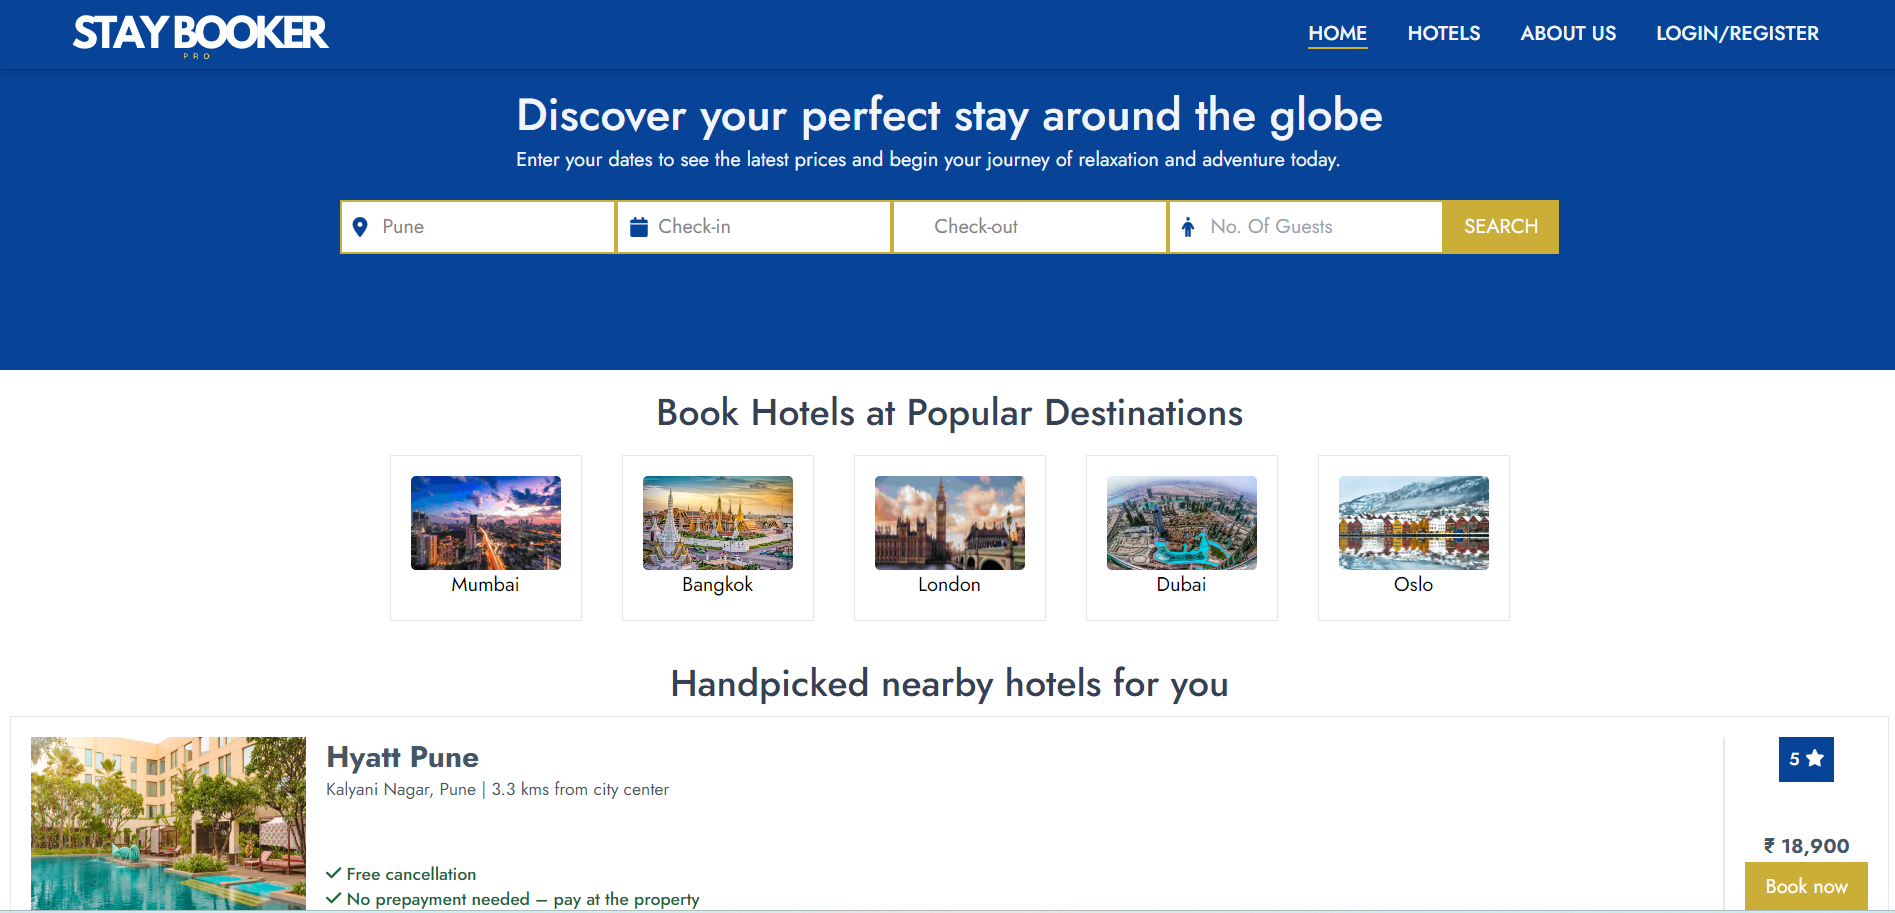 STAY BOOKER
PRO
HOME HOTELS ABOUT US LOGIN/REGISTER
Discover your perfect stay around the globe
Enter your dates to see the latest prices and begin your journey of relaxation and adventure today.
Pune Check-in Check-out No. Of Guests SEARCH
Book Hotels at Popular Destinations
Mumbai Bangkok London Dubai Oslo
Handpicked nearby hotels for you
Hyatt Pune
5
Kalyani Nagar, Pune | 3.3 kms from city center
₹ 18,900
Free cancellation
Book now
No prepayment needed – pay at the property